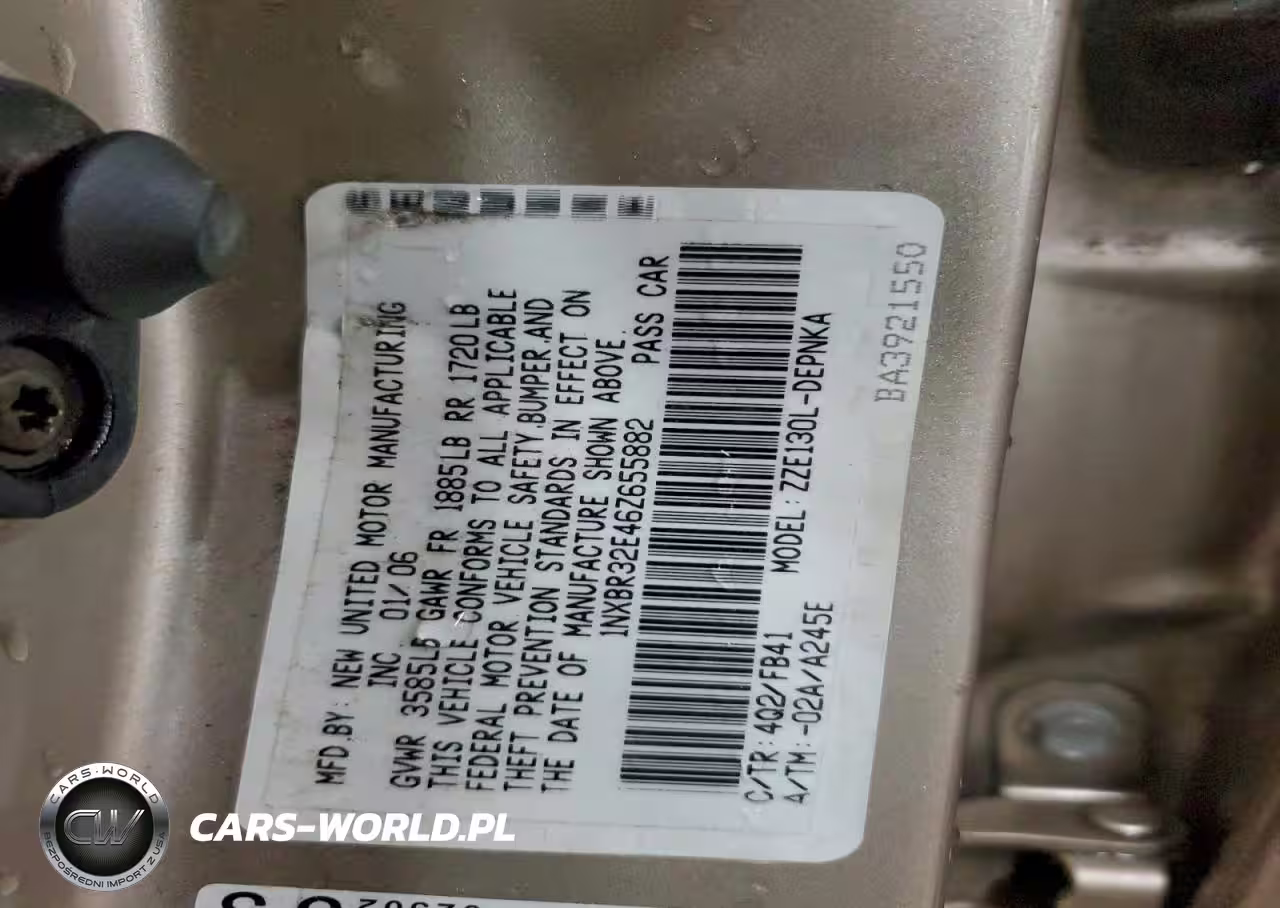 MFD.BY: NEW UNITED MOTOR MANUFACTURING
INC 01/06
GVWR 3585LB GAWR FR 1885LB RR 1720LB
THIS VEHICLE CONFORMS TO ALL APPLICABLE
FEDERAL MOTOR VEHICLE SAFETY,BUMPER,AND
THEFT PREVENTION STANDARDS IN EFFECT ON
THE DATE OF MANUFACTURE SHOWN ABOVE.
1NXBR32E46Z655882 PASS CAR
C/TR:4Q2/FB41 MODEL:ZZE130L-DEPNKA
A/TM:-02A/A245E
BA3921550
CARS-WORLD
CW
BEZPOŚREDNI IMPORT Z USA
CARS-WORLD.PL